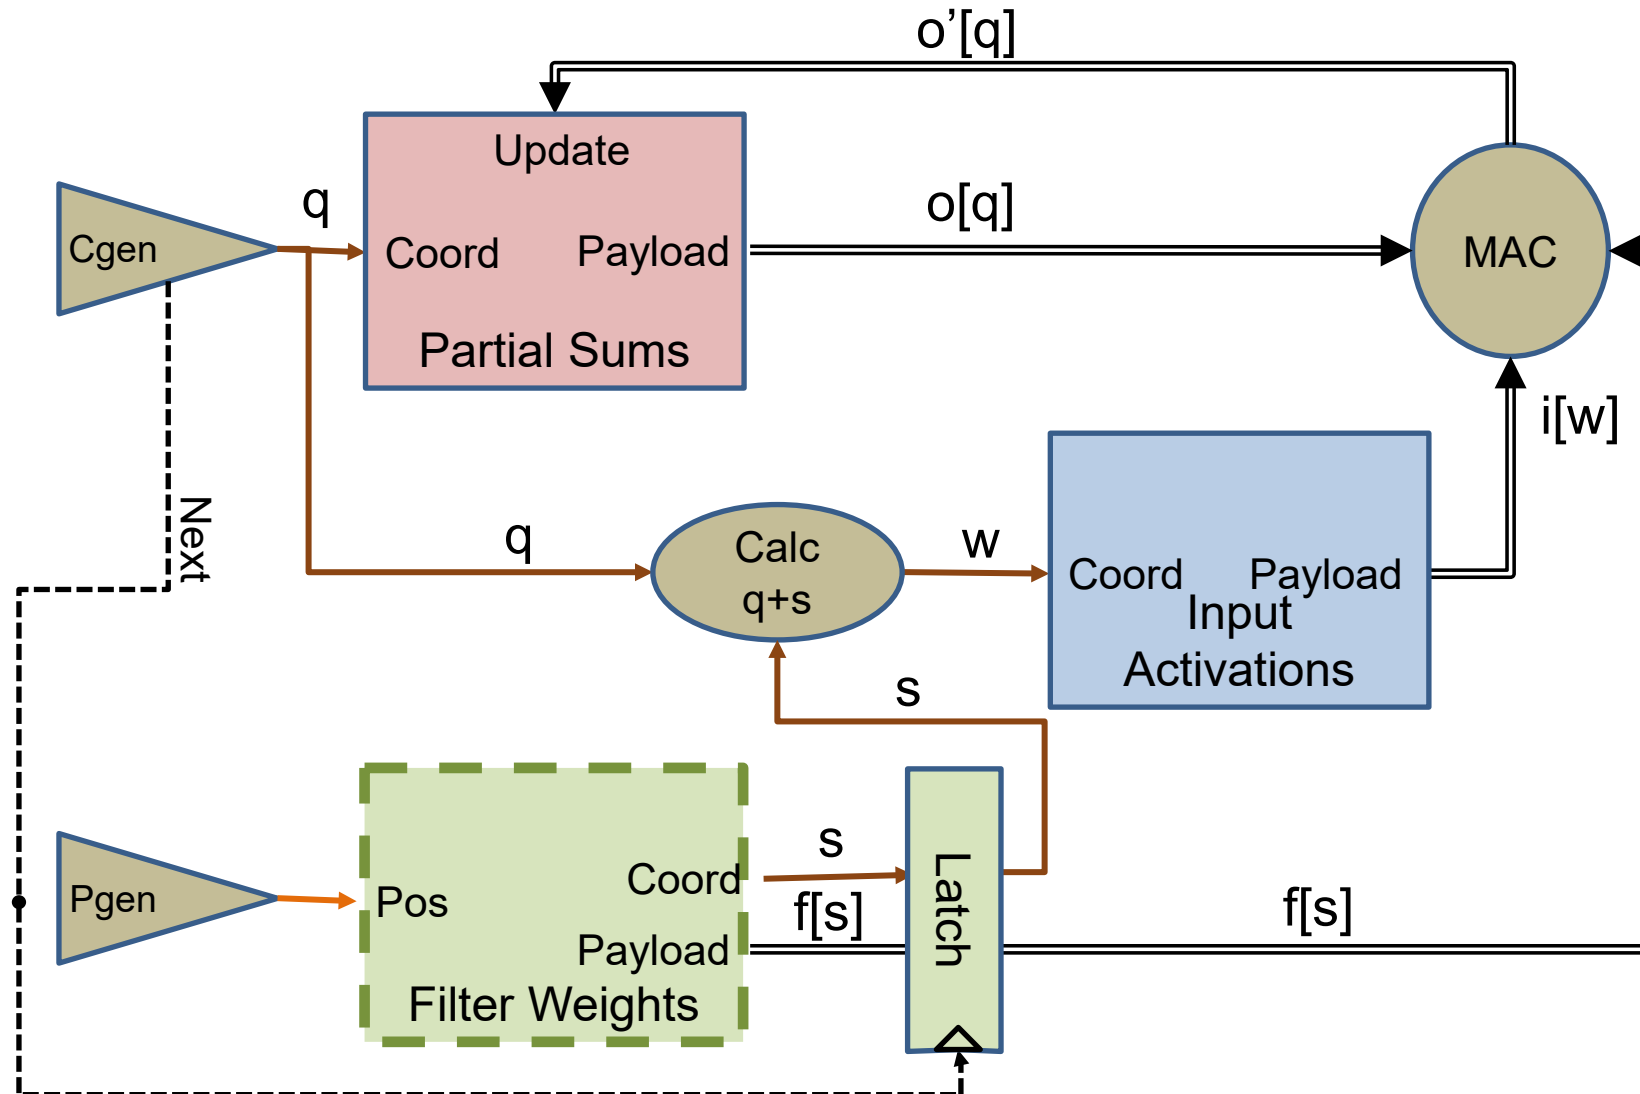 o’[q]
Update
q
o[q]
Cgen
Coord
Payload
MAC
Partial Sums
i[w]
Next
q
Calc
q+s
w
Coord
Payload
Input
Activations
s
s
Coord
Pgen
Pos
f[s]
Latch
f[s]
Payload
Filter Weights